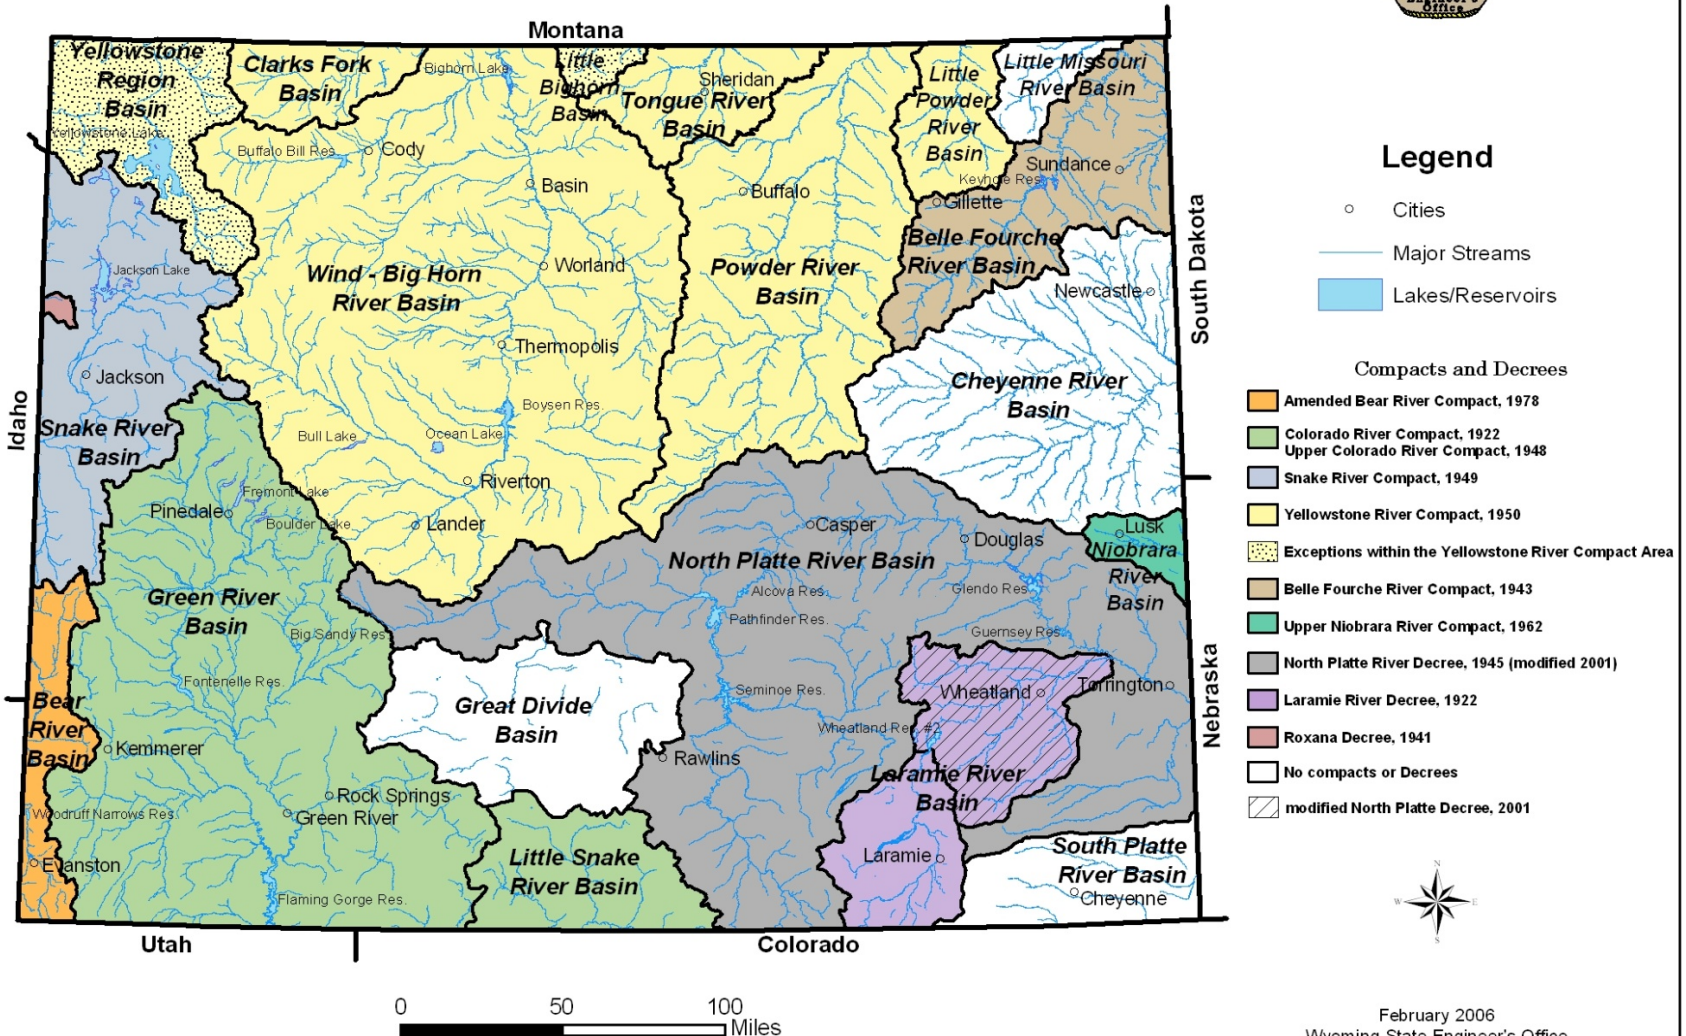 Engineer's
Office
Montana
Yellowstone
Region
Basin
Clarks Fork
Basin
Bighorn Lake
Little
Bighorn
Basin
Sheridan
Tongue River
Basin
Little
Powder
River
Basin
Little Missouri
River Basin
Yellowstone Lake
Buffalo Bill Res.
Cody
Basin
Buffalo
Sundance
Keyhole Res.
Gillette
Belle Fourche
River Basin
Jackson Lake
Wind - Big Horn
River Basin
Worland
Powder River
Basin
Newcastle
South Dakota
Thermopolis
Jackson
Cheyenne River
Basin
Idaho
Snake River
Basin
Boysen Res.
Bull Lake
Ocean Lake
Riverton
Fremont Lake
Pinedale
Boulder Lake
Lander
Casper
Douglas
Lusk
Niobrara
River
Basin
North Platte River Basin
Green River
Basin
Alcova Res.
Glendo Res.
Pathfinder Res.
Big Sandy Res.
Guernsey Res.
Fontenelle Res.
Seminoe Res.
Wheatland
Torrington
Nebraska
Bear
River
Basin
Great Divide
Basin
Wheatland Res. #2
Kemmerer
Rawlins
Laramie River
Basin
Rock Springs
Green River
Woodruff Narrows Res.
Evanston
Little Snake
River Basin
Laramie
South Platte
River Basin
Cheyenne
Flaming Gorge Res.
Utah
Colorado
0 50 100
Miles
Legend
Cities
Major Streams
Lakes/Reservoirs
Compacts and Decrees
Amended Bear River Compact, 1978
Colorado River Compact, 1922
Upper Colorado River Compact, 1948
Snake River Compact, 1949
Yellowstone River Compact, 1950
Exceptions within the Yellowstone River Compact Area
Belle Fourche River Compact, 1943
Upper Niobrara River Compact, 1962
North Platte River Decree, 1945 (modified 2001)
Laramie River Decree, 1922
Roxana Decree, 1941
No compacts or Decrees
modified North Platte Decree, 2001
N
W E
S
February 2006
Wyoming State Engineer's Office